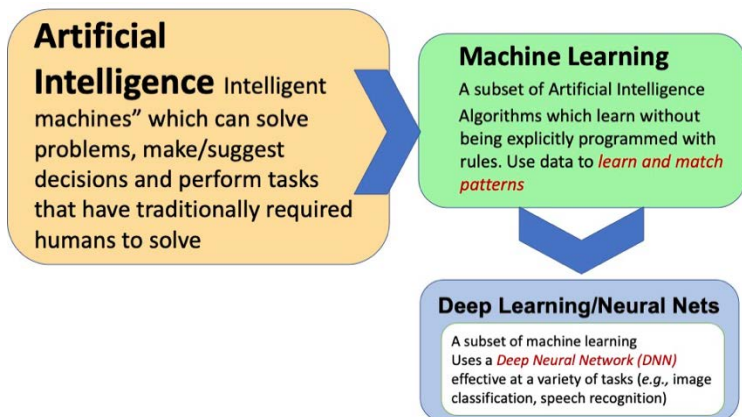 Artificial
Intelligence Intelligent
machines” which can solve
problems, make/suggest
decisions and perform tasks
that have traditionally required
humans to solve
Machine Learning
A subset of Artificial Intelligence
Algorithms which learn without
being explicitly programmed with
rules. Use data to learn and match
patterns
Deep Learning/Neural Nets
A subset of machine learning
Uses a Deep Neural Network (DNN)
effective at a variety of tasks (e.g., image
classification, speech recognition)